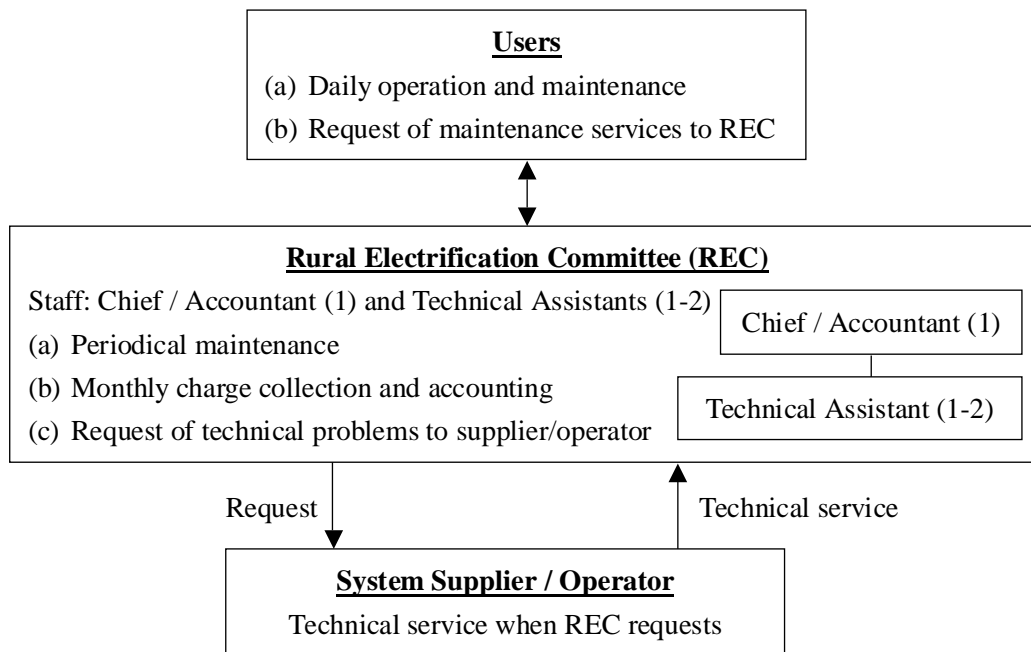 Users
(a) Daily operation and maintenance
(b) Request of maintenance services to REC
Rural Electrification Committee (REC)
Staff: Chief / Accountant (1) and Technical Assistants (1-2)
(a) Periodical maintenance
(b) Monthly charge collection and accounting
(c) Request of technical problems to supplier/operator
Chief / Accountant (1)
Technical Assistant (1-2)
Request
Technical service
System Supplier / Operator
Technical service when REC requests